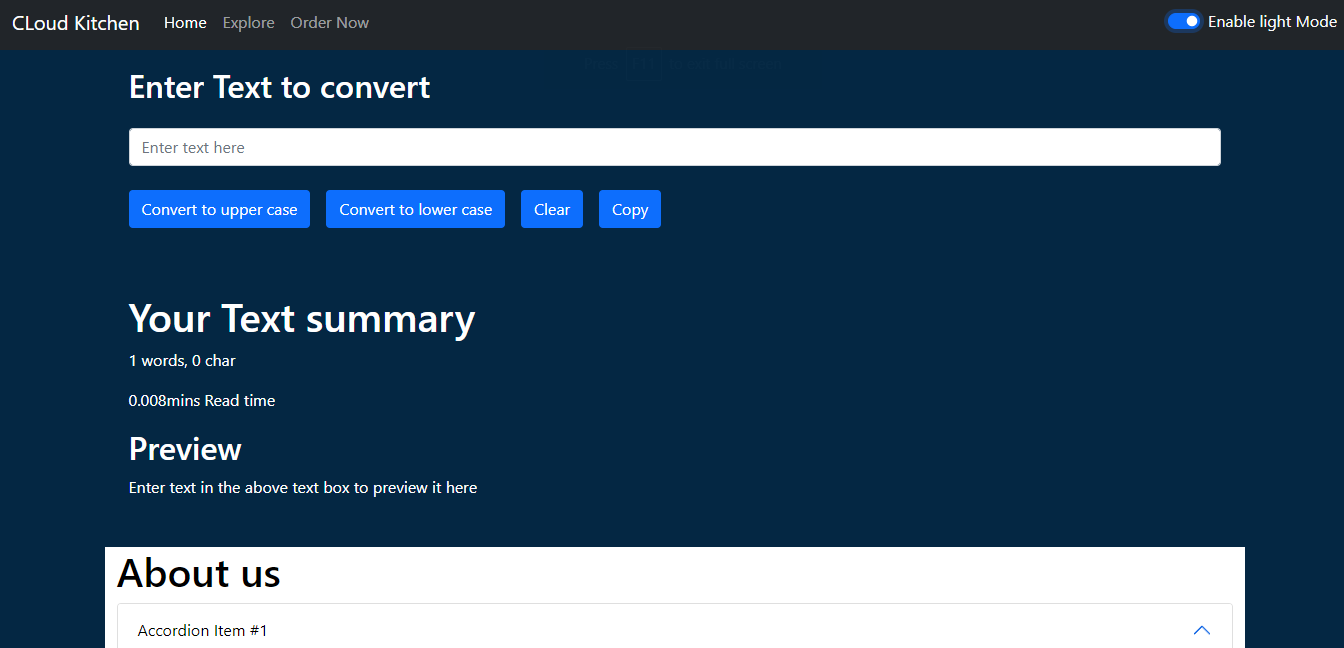 CLoud Kitchen Home Explore Order Now Enable light Mode
Enter Text to convert
Enter text here
Convert to upper case Convert to lower case Clear Copy
Your Text summary
1 words, 0 char
0.008mins Read time
Preview
Enter text in the above text box to preview it here
About us
Accordion Item #1